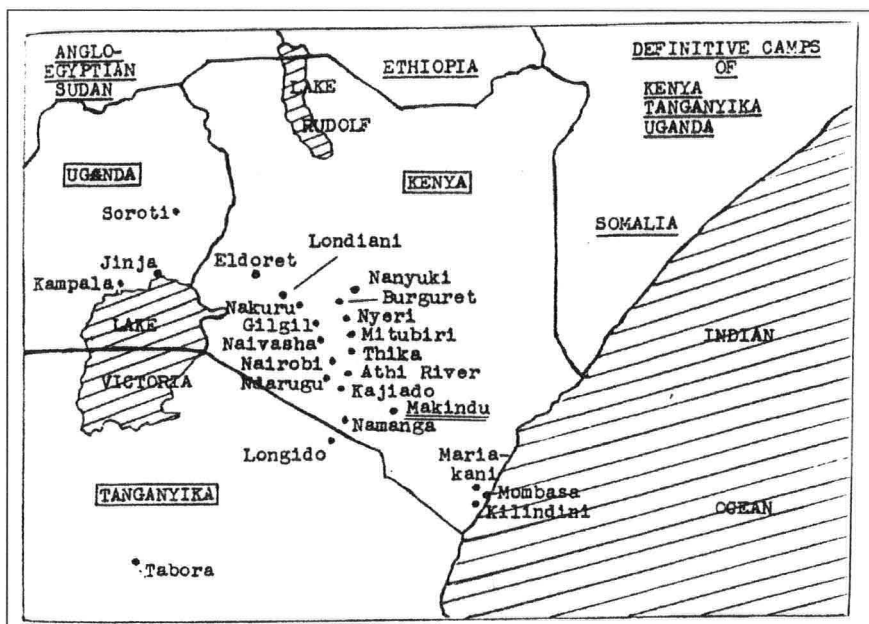 ANGLO-
EGYPTIAN
SUDAN
ETHIOPIA
DEFINITIVE CAMPS
OF
KENYA
TANGANYIKA
UGANDA
LAKE
RUDOLF
UGANDA
KENYA
Soroti
SOMALIA
Londiani
Jinja
Eldoret
Kampala
Nanyuki
Burguret
Nakuru
Nyeri
Gilgil
Mitubiri
LAKE
INDIAN
Naivasha
Thika
Nairobi
Athi River
VICTORIA
Ndarugu
Kajiado
Makindu
Namanga
Longido
Maria-
kani
TANGANYIKA
Mombasa
Kilindini
OCEAN
Tabora